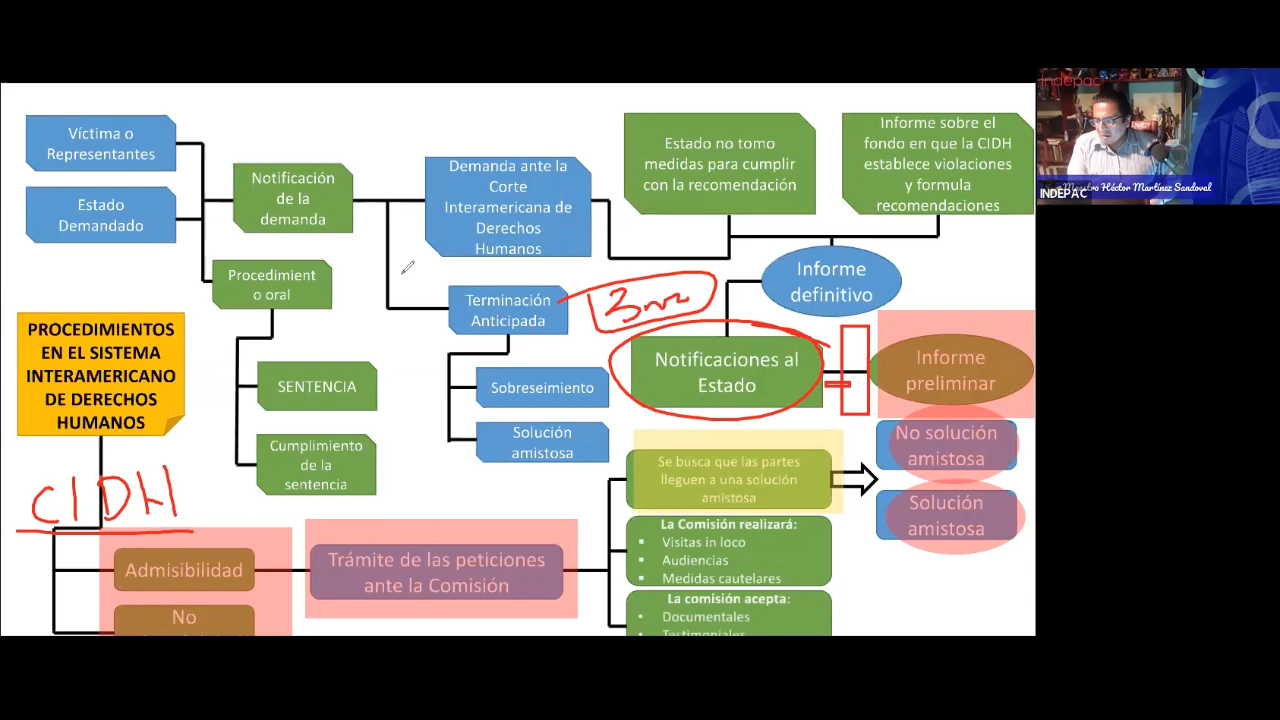 Víctima o
Representantes
Estado
Demandado
Notificación
de la
demanda
Procedimient
o oral
SENTENCIA
Cumplimiento
de la
sentencia
Demanda ante la
Corte
Interamericana de
Derechos
Humanos
Terminación
Anticipada
Sobreseimiento
Solución
amistosa
Estado no tomo
medidas para cumplir
con la recomendación
Informe sobre el
fondo en que la CIDH
establece violaciones
y formula
recomendaciones
Informe
definitivo
Notificaciones al
Estado
Informe
preliminar
No solución
amistosa
Solución
amistosa
Se busca que las partes
lleguen a una solución
amistosa
La Comisión realizará:
▪ Visitas in loco
▪ Audiencias
▪ Medidas cautelares
La comisión acepta:
• Documentales
• Testimoniales
PROCEDIMIENTOS
EN EL SISTEMA
INTERAMERICANO
DE DERECHOS
HUMANOS
CIDH
Admisibilidad
No
Trámite de las peticiones
ante la Comisión
Indepac
Maestro Héctor Martínez Sandoval
INDEPAC